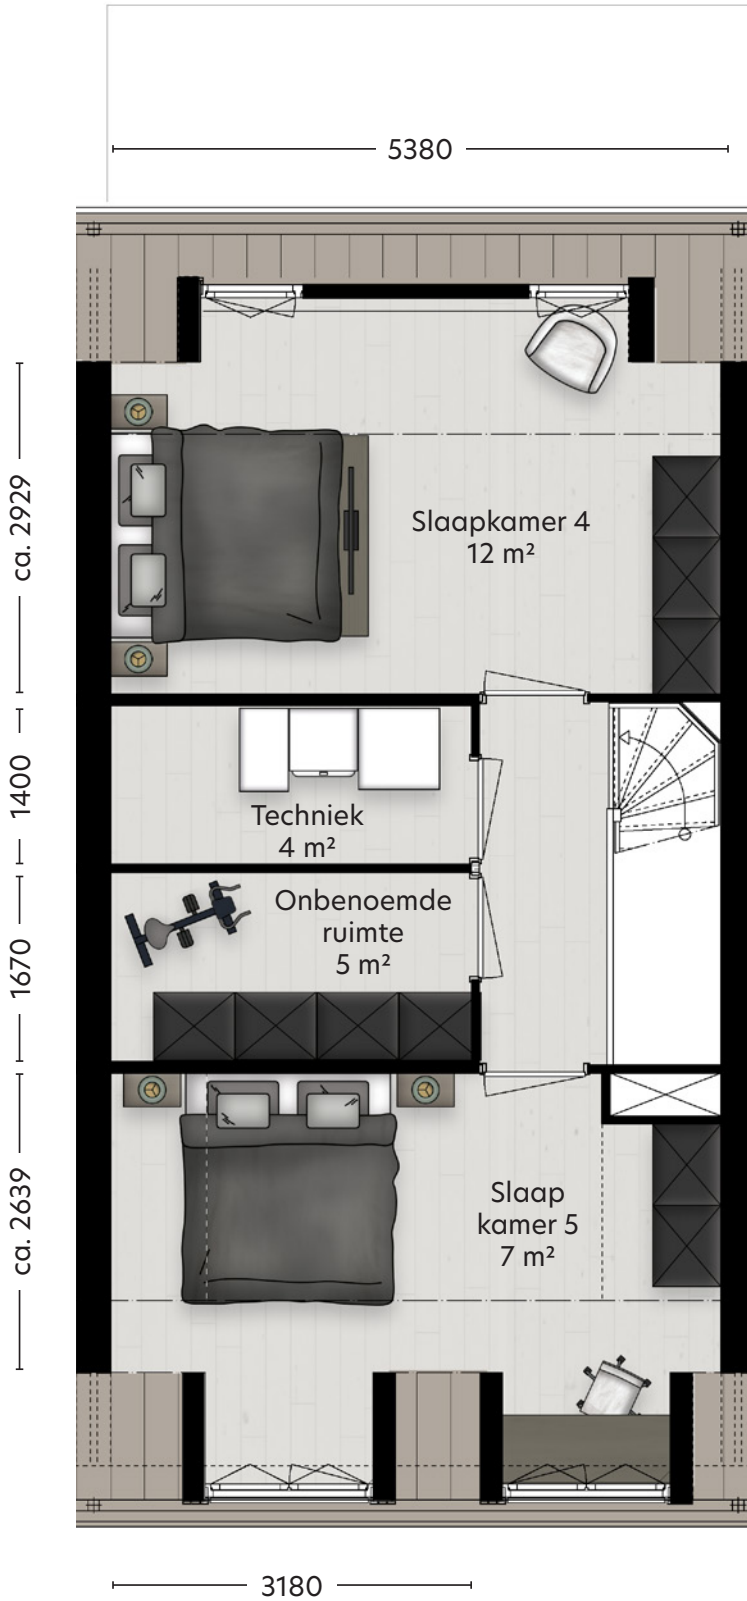 5380
ca. 2929
Slaapkamer 4
12 m²
1400
Techniek
4 m²
1670
Onbenoemde
ruimte
5 m²
ca. 2639
Slaap
kamer 5
7 m²
3180